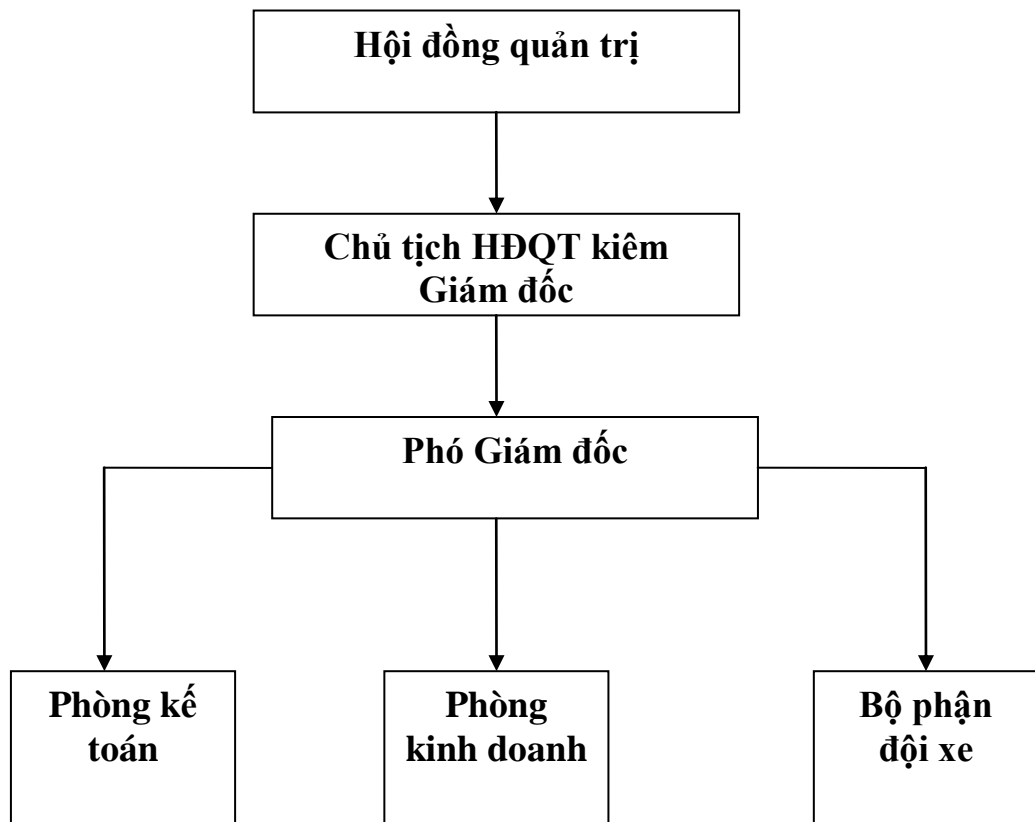 Hội đồng quản trị
Chủ tịch HĐQT kiêm
Giám đốc
Phó Giám đốc
Phòng kế
toán
Phòng
kinh doanh
Bộ phận
đội xe